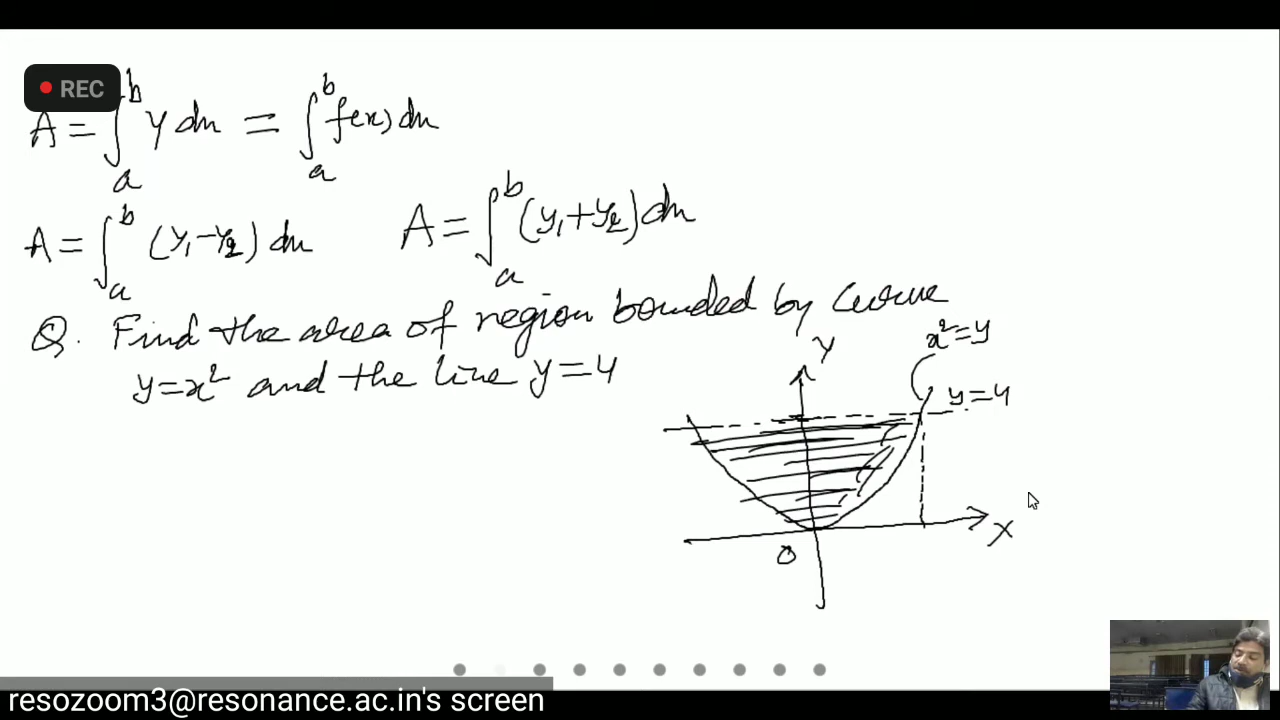 REC
A = ∫ₐᵇ y dx = ∫ₐᵇ f(x) dx
A = ∫ₐᵇ (y₁ - y₂) dx    A = ∫ₐᵇ (y₁ + y₂) dx
Q. Find the area of region bounded by curve
y = x² and the line y = 4
x² = y
Y
y = 4
X
O
resozoom3@resonance.ac.in's screen